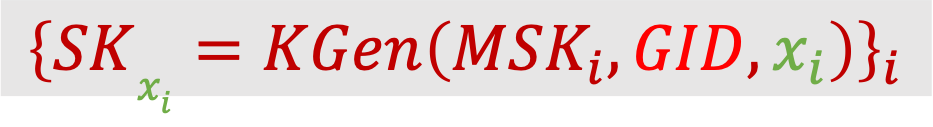 {SK_{x_i} = KGen(MSK_i, GID, x_i)}_i